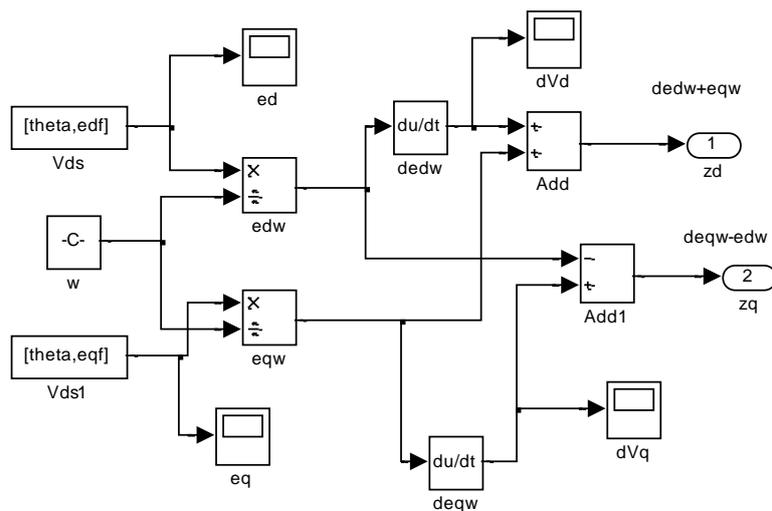 dVd
ed
dedw+eqw
[theta,edf]
Vds
du/dt
dedw
+
+
Add
1
zd
×
÷
edw
-C-
w
deqw-edw
−
+
Add1
2
zq
×
÷
eqw
[theta,eqf]
Vds1
eq
du/dt
deqw
dVq